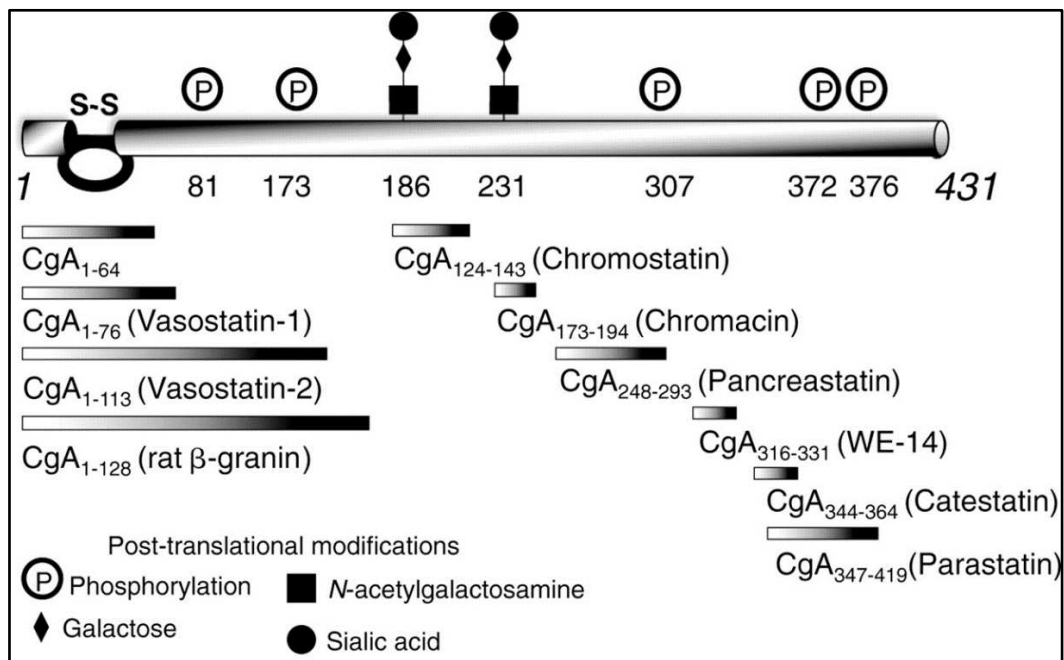 S-S
P P P P P
1 81 173 186 231 307 372 376 431
CgA1-64
CgA124-143 (Chromostatin)
CgA1-76 (Vasostatin-1)
CgA173-194 (Chromacin)
CgA1-113 (Vasostatin-2)
CgA248-293 (Pancreastatin)
CgA1-128 (rat β-granin)
CgA316-331 (WE-14)
CgA344-364 (Catestatin)
CgA347-419(Parastatin)
Post-translational modifications
P Phosphorylation
N-acetylgalactosamine
Galactose
Sialic acid